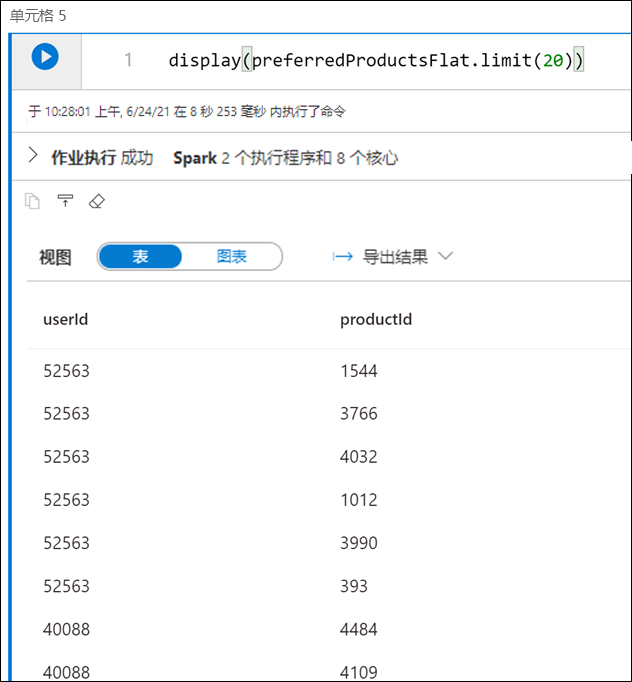 单元格 5
1 display(preferredProductsFlat.limit(20))
于 10:28:01 上午, 6/24/21 在 8 秒 253 毫秒 内执行了命令
作业执行 成功 Spark 2 个执行程序和 8 个核心
视图 表 图表 导出结果
userId productId
52563 1544
52563 3766
52563 4032
52563 1012
52563 3990
52563 393
40088 4484
40088 4109